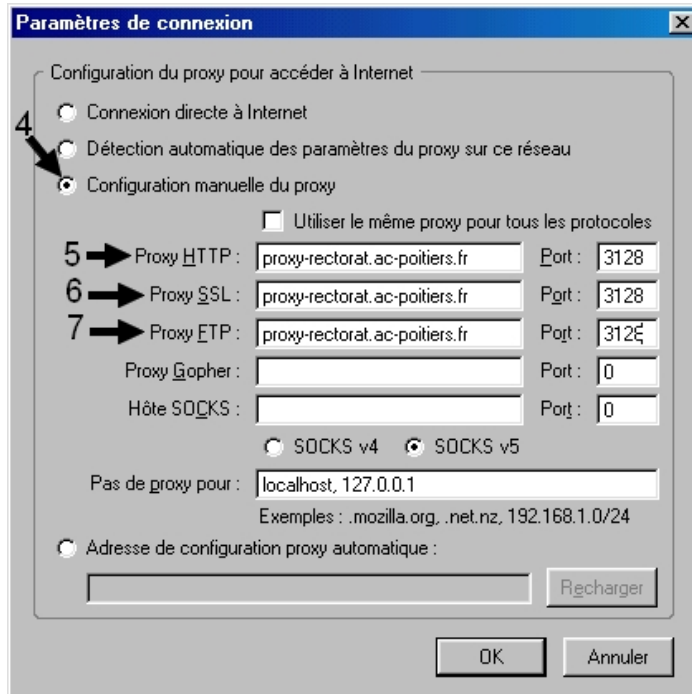 Paramètres de connexion
Configuration du proxy pour accéder à Internet
Connexion directe à Internet
4
Détection automatique des paramètres du proxy sur ce réseau
Configuration manuelle du proxy
Utiliser le même proxy pour tous les protocoles
5 Proxy HTTP : proxy-rectorat.ac-poitiers.fr Port : 3128
6 Proxy SSL : proxy-rectorat.ac-poitiers.fr Port : 3128
7 Proxy FTP : proxy-rectorat.ac-poitiers.fr Port : 3128
Proxy Gopher : Port : 0
Hôte SOCKS : Port : 0
SOCKS v4 SOCKS v5
Pas de proxy pour : localhost, 127.0.0.1
Exemples : .mozilla.org, .net.nz, 192.168.1.0/24
Adresse de configuration proxy automatique :
Recharger
OK Annuler